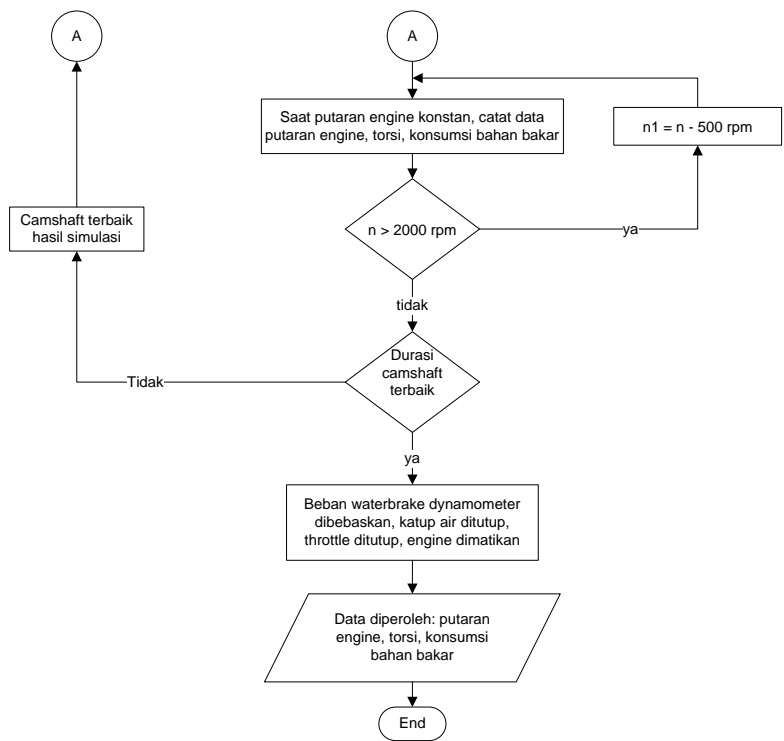 A
A
Saat putaran engine konstan, catat data
putaran engine, torsi, konsumsi bahan bakar
n1 = n - 500 rpm
Camshaft terbaik
hasil simulasi
n > 2000 rpm
ya
tidak
Durasi
camshaft
terbaik
Tidak
ya
Beban waterbrake dynamometer
dibebaskan, katup air ditutup,
throttle ditutup, engine dimatikan
Data diperoleh: putaran
engine, torsi, konsumsi
bahan bakar
End